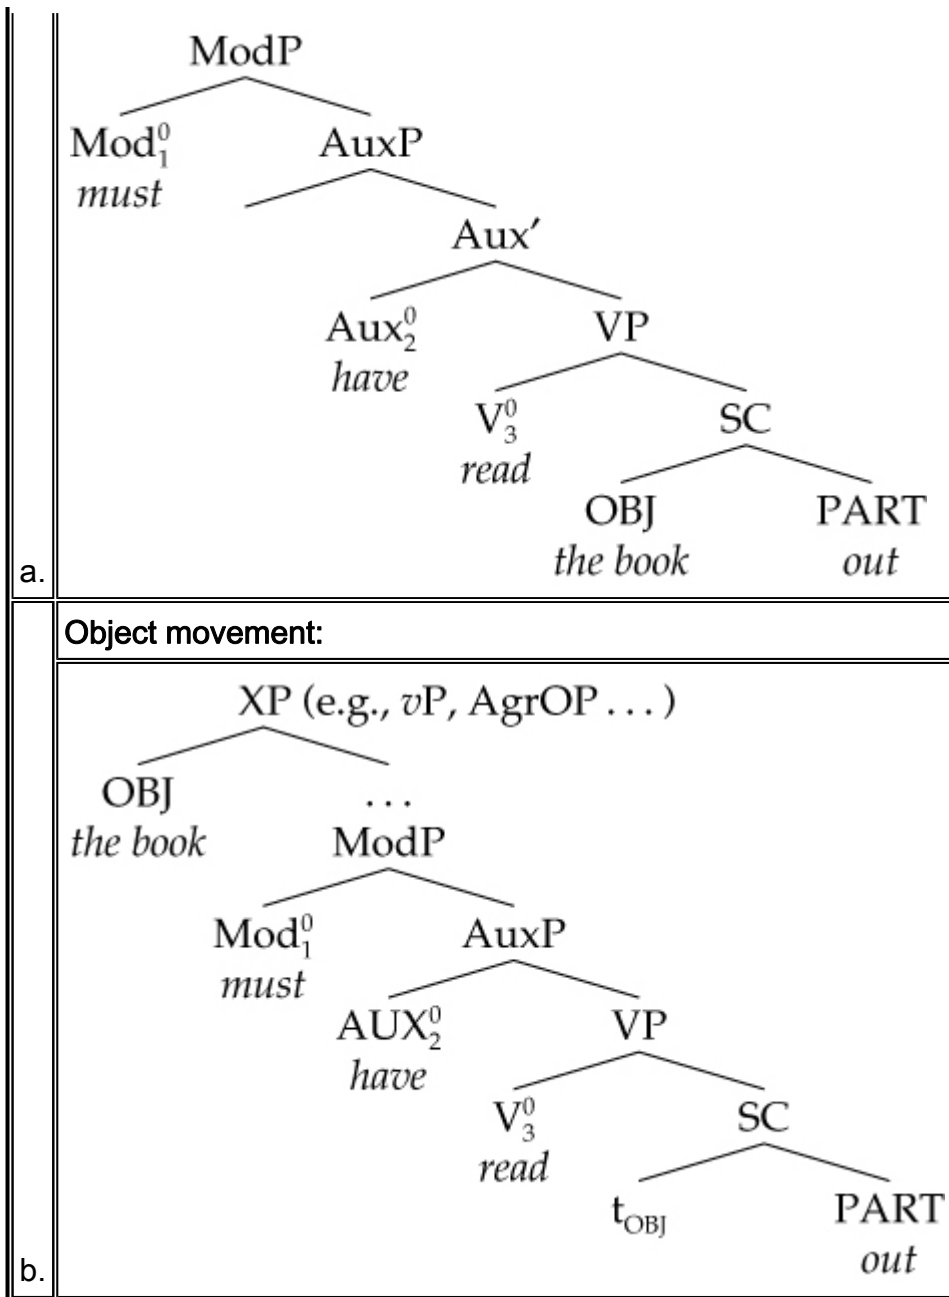 ModP
Mod⁰₁ AuxP
must
Aux′
Aux⁰₂ VP
have
V⁰₃ SC
read
OBJ PART
the book out
a.
Object movement:
XP (e.g., vP, AgrOP . . . )
OBJ . . .
the book ModP
Mod⁰₁ AuxP
must
AUX⁰₂ VP
have
V⁰₃ SC
read
tOBJ PART
out
b.